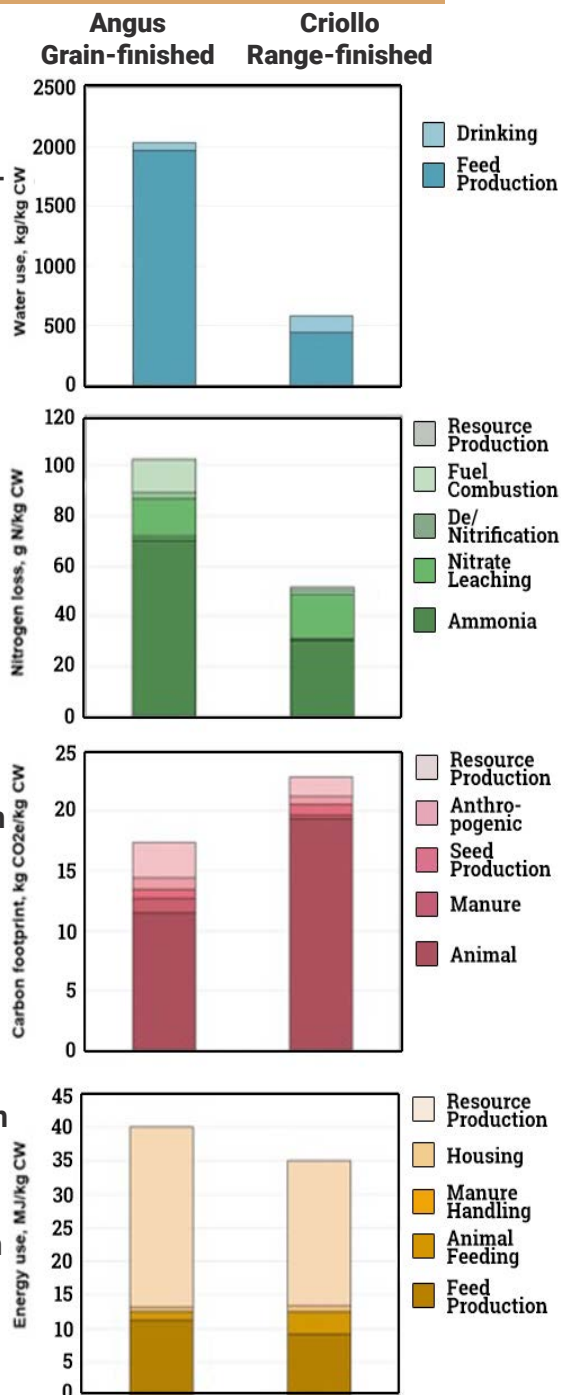 Angus
Grain-finished
Criollo
Range-finished
Water use, kg/kg CW
2500
2000
1500
1000
500
0
Drinking
Feed
Production
Nitrogen loss, g N/kg CW
120
100
80
60
40
20
0
Resource
Production
Fuel
Combustion
De/
Nitrification
Nitrate
Leaching
Ammonia
Carbon footprint, kg CO2e/kg CW
25
20
15
10
5
0
Resource
Production
Anthro-
pogenic
Seed
Production
Manure
Animal
Energy use, MJ/kg CW
45
40
35
30
25
20
15
10
5
0
Resource
Production
Housing
Manure
Handling
Animal
Feeding
Feed
Production